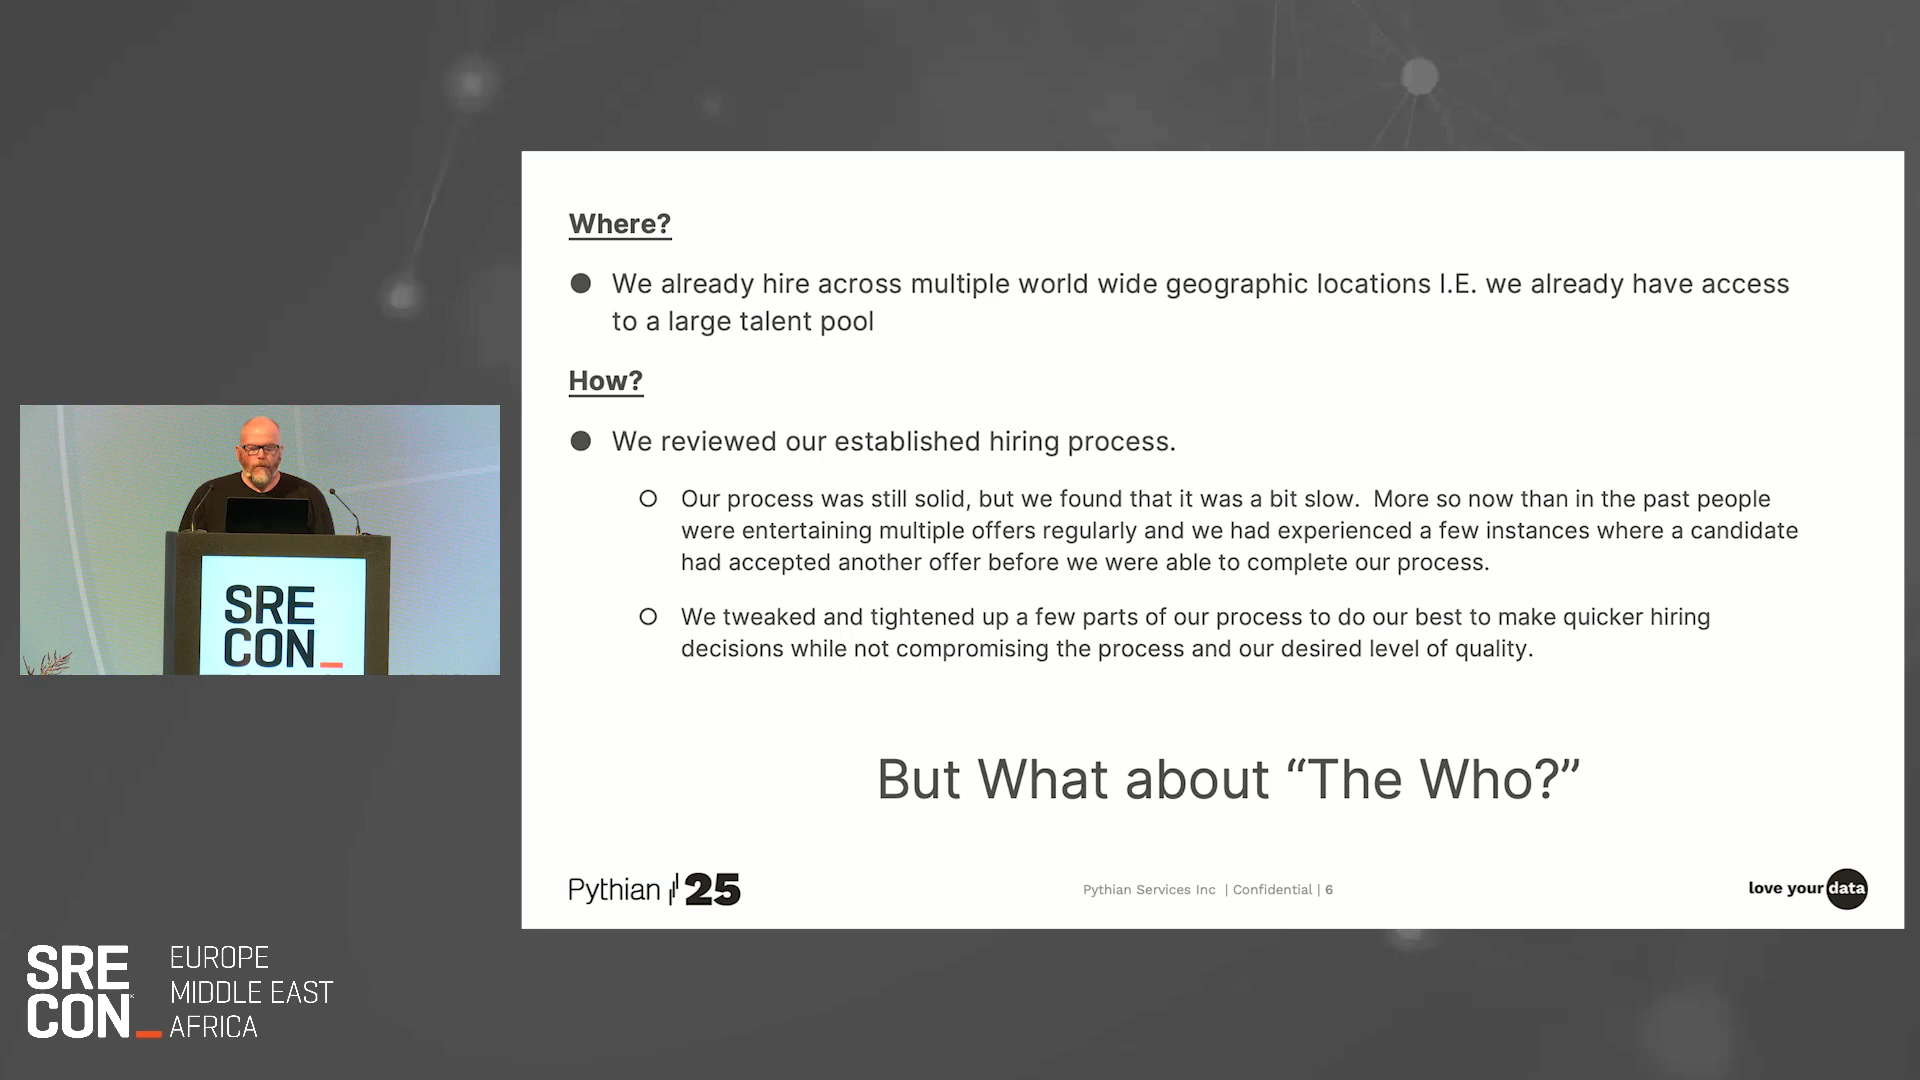 Where?
● We already hire across multiple world wide geographic locations I.E. we already have access
to a large talent pool
How?
● We reviewed our established hiring process.
○ Our process was still solid, but we found that it was a bit slow.  More so now than in the past people
were entertaining multiple offers regularly and we had experienced a few instances where a candidate
had accepted another offer before we were able to complete our process.
○ We tweaked and tightened up a few parts of our process to do our best to make quicker hiring
decisions while not compromising the process and our desired level of quality.
But What about “The Who?”
Pythian 25
Pythian Services Inc | Confidential | 6
love your data
SRE
CON_
SRE
CON_
EUROPE
MIDDLE EAST
AFRICA